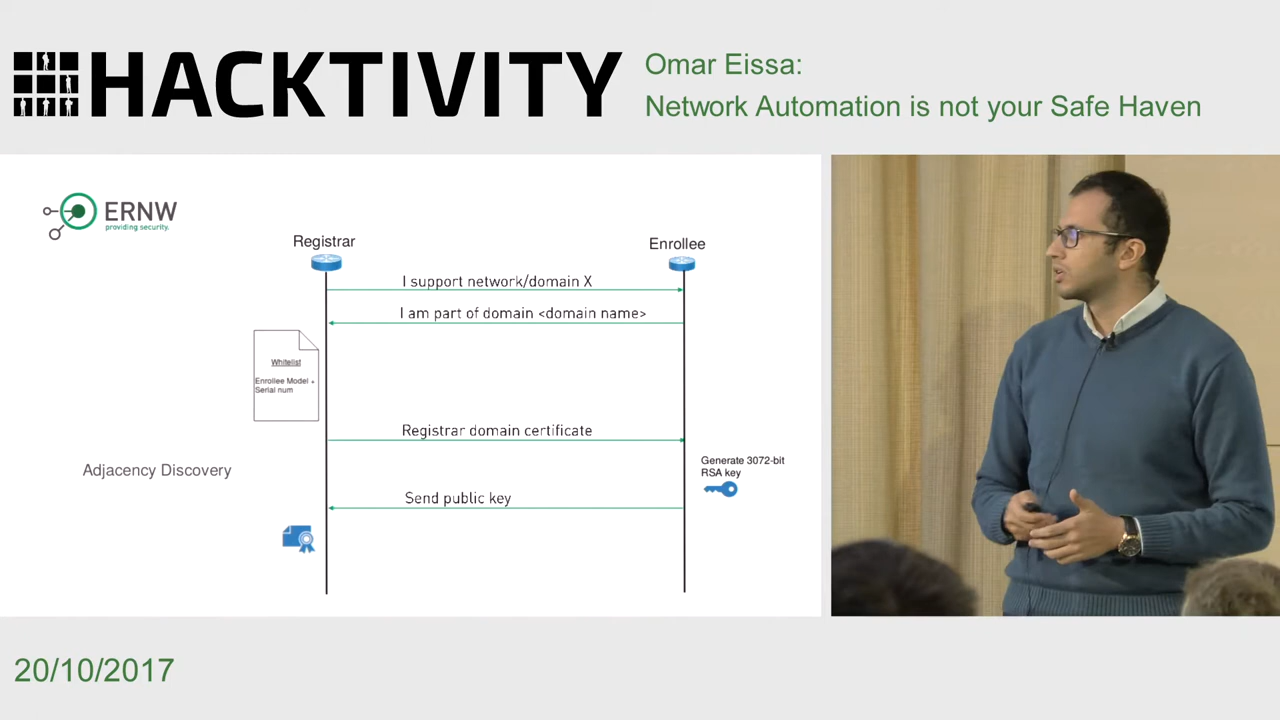 HACKTIVITY
Omar Eissa:
Network Automation is not your Safe Haven
ERNW
providing security.
Registrar
Enrollee
I support network/domain X
I am part of domain <domain name>
Whitelist
Enrollee Model +
Serial num
Registrar domain certificate
Adjacency Discovery
Generate 3072-bit
RSA key
Send public key
20/10/2017